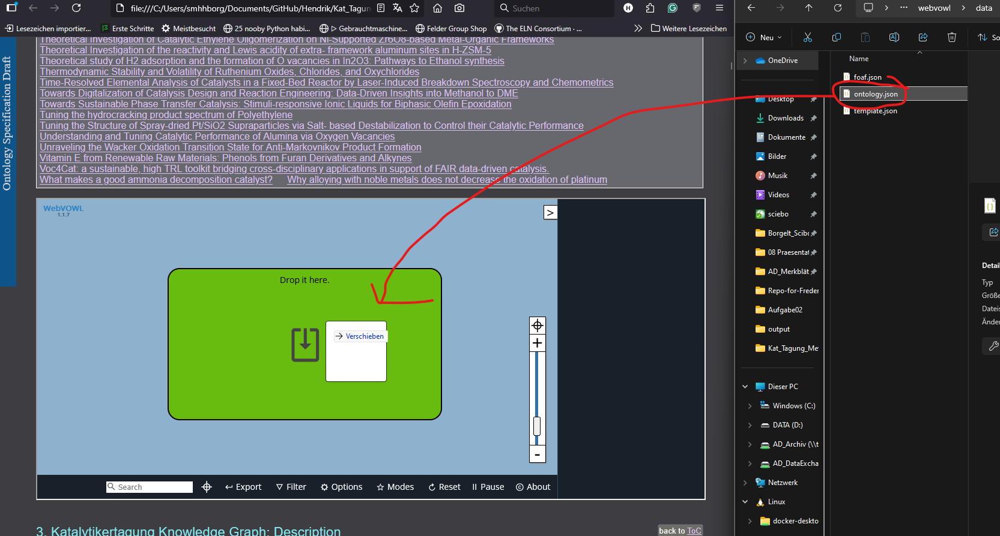 file:///C:/Users/smhhborg/Documents/GitHub/Hendrik/Kat_Tagun
Suchen
Lesezeichen importier...
Erste Schritte
Meistbesucht
25 nooby Python habi...
Gebrauchtmaschine...
Felder Group Shop
The ELN Consortium · ...
Weitere Lesezeichen
Ontology Specification Draft
Theoretical Investigation of Catalytic Ethylene Oligomerization on Ni-Supported Zr6O8-based Metal-Organic Frameworks
Theoretical Investigation of the reactivity and Lewis acidity of extra- framework aluminum sites in H-ZSM-5
Theoretical study of H2 adsorption and the formation of O vacancies in In2O3: Pathways to Ethanol synthesis
Thermodynamic Stability and Volatility of Ruthenium Oxides, Chlorides, and Oxychlorides
Time-Resolved Elemental Analysis of Catalysts in a Fixed-Bed Reactor by Laser-Induced Breakdown Spectroscopy and Chemometrics
Towards Digitalization of Catalysis Design and Reaction Engineering: Data-Driven Insights into Methanol to DME
Towards Sustainable Phase Transfer Catalysis: Stimuli-responsive Ionic Liquids for Biphasic Olefin Epoxidation
Tuning the hydrocracking product spectrum of Polyethylene
Tuning the Structure of Spray-dried Pt/SiO2 Supraparticles via Salt- based Destabilization to Control their Catalytic Performance
Understanding and Tuning Catalytic Performance of Alumina via Oxygen Vacancies
Unraveling the Wacker Oxidation Transition State for Anti-Markovnikov Product Formation
Vitamin E from Renewable Raw Materials: Phenols from Furan Derivatives and Alkynes
Voc4Cat: a sustainable, high TRL toolkit bridging cross-disciplinary applications in support of FAIR data-driven catalysis.
What makes a good ammonia decomposition catalyst? Why alloying with noble metals does not decrease the oxidation of platinum
WebVOWL
1.1.7
>
Drop it here.
Verschieben
+
-
Search
Export
Filter
Options
Modes
Reset
Pause
About
3. Katalytikertagung Knowledge Graph: Description
back to ToC
webvowl > data
Neu
So
OneDrive
Desktop
Downloads
Dokumente
Bilder
Musik
Videos
sciebo
Borgelt_Scib
08 Praesentat
AD_Merkblät
Repo-for-Freder
Aufgabe02
output
Kat_Tagung_Me
Dieser PC
Windows (C:)
DATA (D:)
AD_Archiv (\\t
AD_DataExcha
Netzwerk
Linux
docker-deskto
Name
foaf.json
ontology.json
template.json
Detail
Typ
Größe
Dateis
Änder